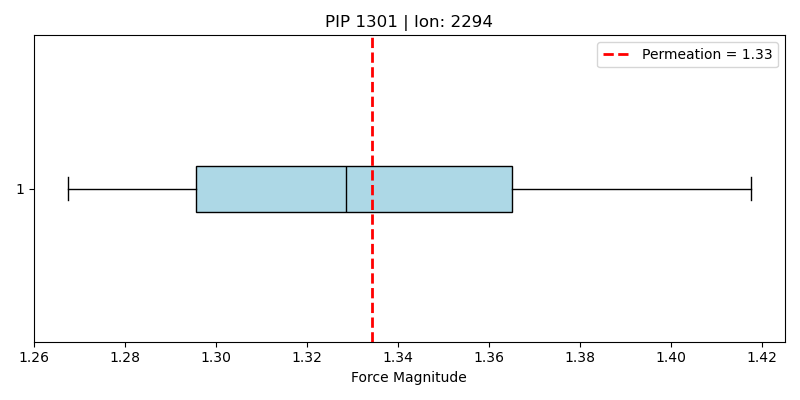 PIP 1301 | Ion: 2294
Permeation = 1.33
1
1.26 1.28 1.30 1.32 1.34 1.36 1.38 1.40 1.42
Force Magnitude